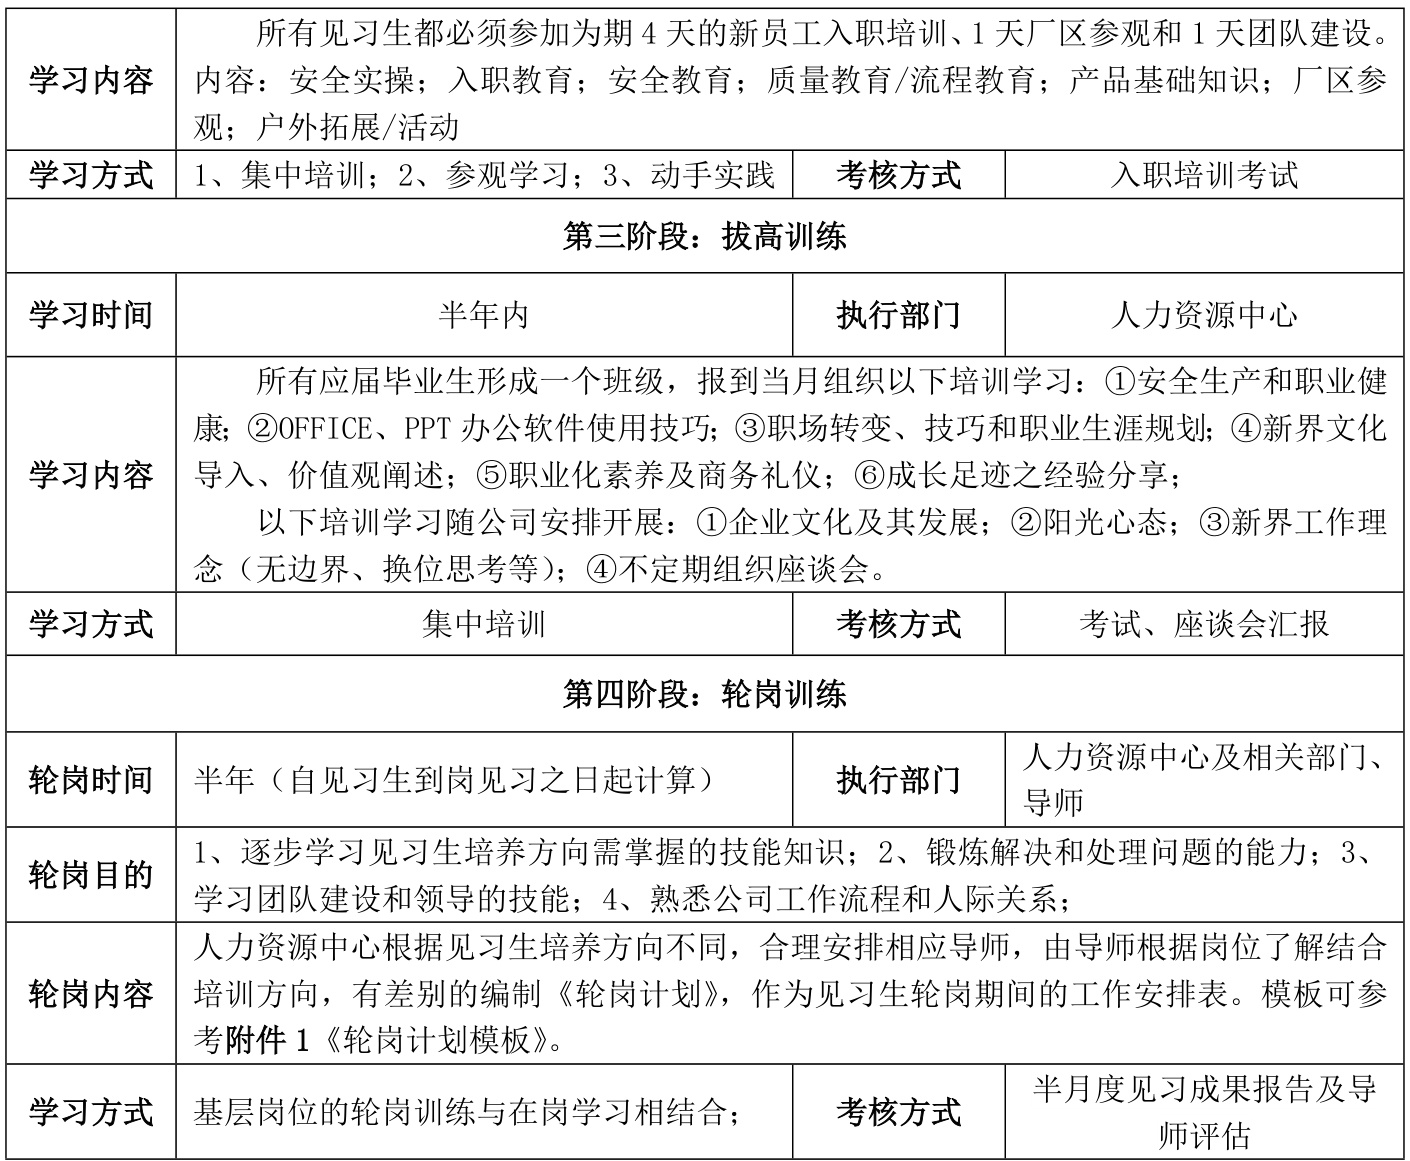 所有见习生都必须参加为期 4 天的新员工入职培训、1 天厂区参观和 1 天团队建设。
学习内容 内容：安全实操；入职教育；安全教育；质量教育/流程教育；产品基础知识；厂区参
观；户外拓展/活动
学习方式 1、集中培训；2、参观学习；3、动手实践 考核方式 入职培训考试
第三阶段：拔高训练
学习时间 半年内 执行部门 人力资源中心
所有应届毕业生形成一个班级，报到当月组织以下培训学习：①安全生产和职业健
康；②OFFICE、PPT 办公软件使用技巧；③职场转变、技巧和职业生涯规划；④新界文化
学习内容 导入、价值观阐述；⑤职业化素养及商务礼仪；⑥成长足迹之经验分享；
以下培训学习随公司安排开展：①企业文化及其发展；②阳光心态；③新界工作理
念（无边界、换位思考等）；④不定期组织座谈会。
学习方式 集中培训 考核方式 考试、座谈会汇报
第四阶段：轮岗训练
轮岗时间 半年（自见习生到岗见习之日起计算） 执行部门 人力资源中心及相关部门、
导师
轮岗目的 1、逐步学习见习生培养方向需掌握的技能知识；2、锻炼解决和处理问题的能力；3、
学习团队建设和领导的技能；4、熟悉公司工作流程和人际关系；
人力资源中心根据见习生培养方向不同，合理安排相应导师，由导师根据岗位了解结合
轮岗内容 培训方向，有差别的编制《轮岗计划》，作为见习生轮岗期间的工作安排表。模板可参
考附件 1《轮岗计划模板》。
学习方式 基层岗位的轮岗训练与在岗学习相结合； 考核方式 半月度见习成果报告及导
师评估